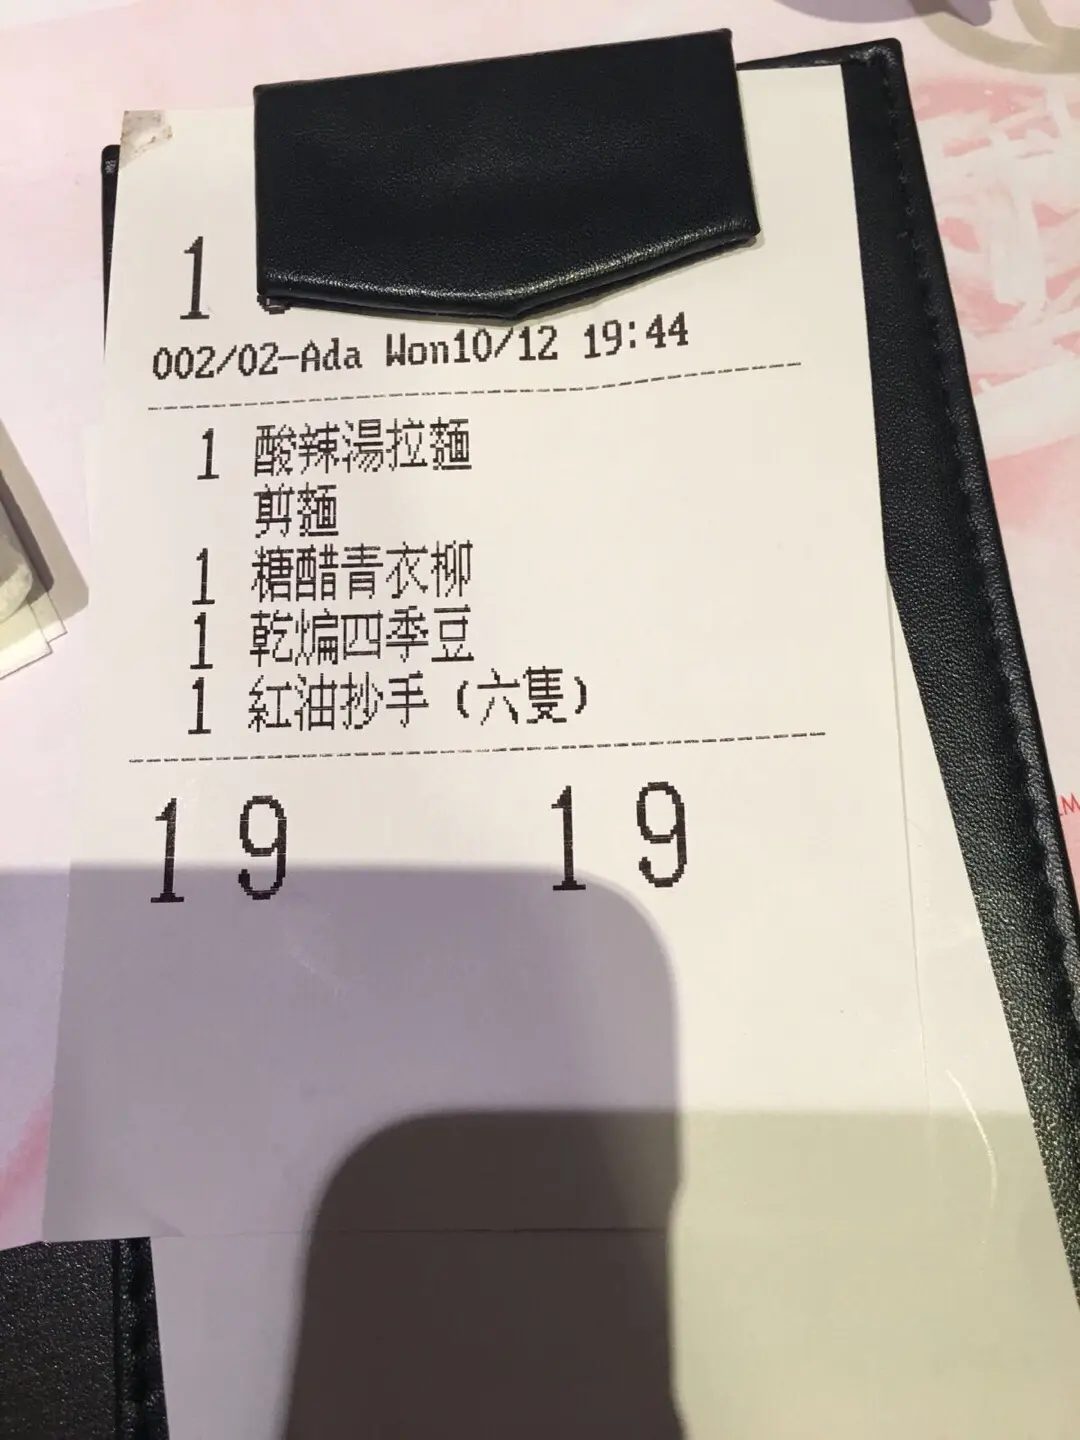 1
002/02-Ada Won10/12 19:44
1 酸辣湯拉麵
剪麵
1 糖醋青衣柳
1 乾煸四季豆
1 紅油抄手(六隻)
19 19